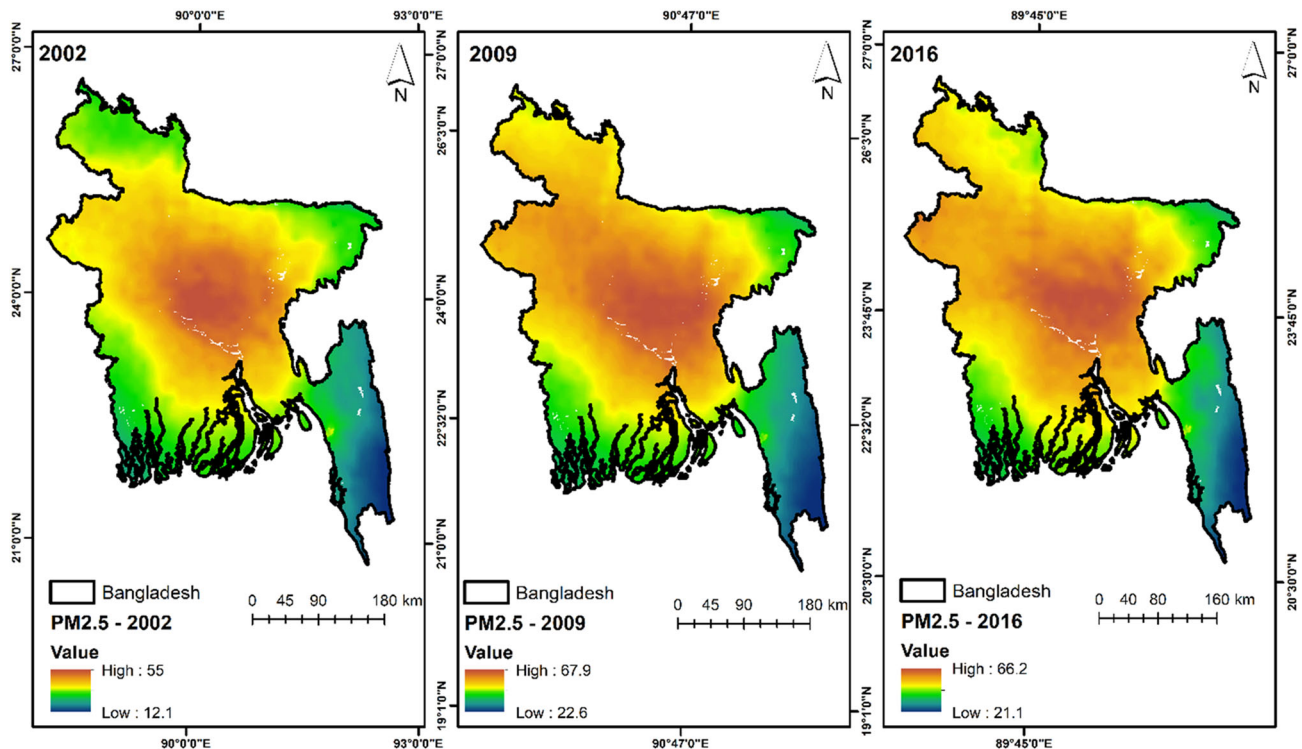 90°0'0"E
93°0'0"E
90°47'0"E
89°45'0"E
2002
2009
2016
N
N
N
27°0'0"N
24°0'0"N
21°0'0"N
27°0'0"N
26°3'0"N
24°0'0"N
22°32'0"N
21°0'0"N
19°1'0"N
27°0'0"N
26°3'0"N
23°45'0"N
22°32'0"N
20°30'0"N
19°1'0"N
27°0'0"N
23°45'0"N
20°30'0"N
Bangladesh
0 45 90 180 km
PM2.5 - 2002
Value
High : 55
Low : 12.1
Bangladesh
0 45 90 180 km
PM2.5 - 2009
Value
High : 67.9
Low : 22.6
Bangladesh
0 40 80 160 km
PM2.5 - 2016
Value
High : 66.2
Low : 21.1
90°0'0"E
93°0'0"E
90°47'0"E
89°45'0"E